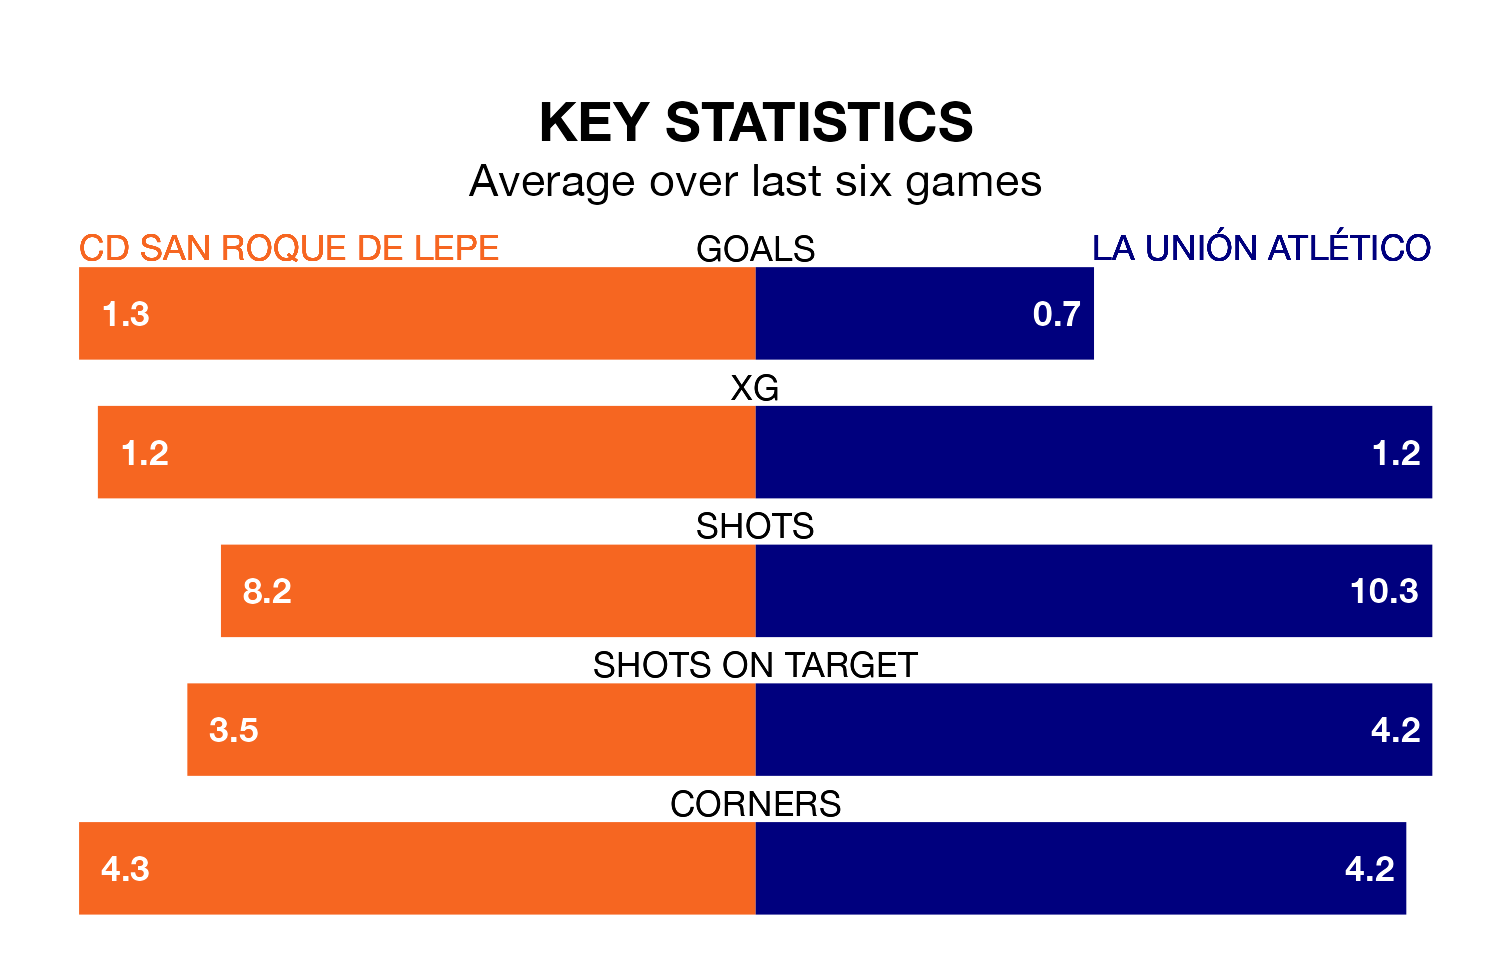 KEY STATISTICS
Average over last six games
CD SAN ROQUE DE LEPE GOALS LA UNIÓN ATLÉTICO
1.3 0.7
XG
1.2 1.2
SHOTS
8.2 10.3
SHOTS ON TARGET
3.5 4.2
CORNERS
4.3 4.2